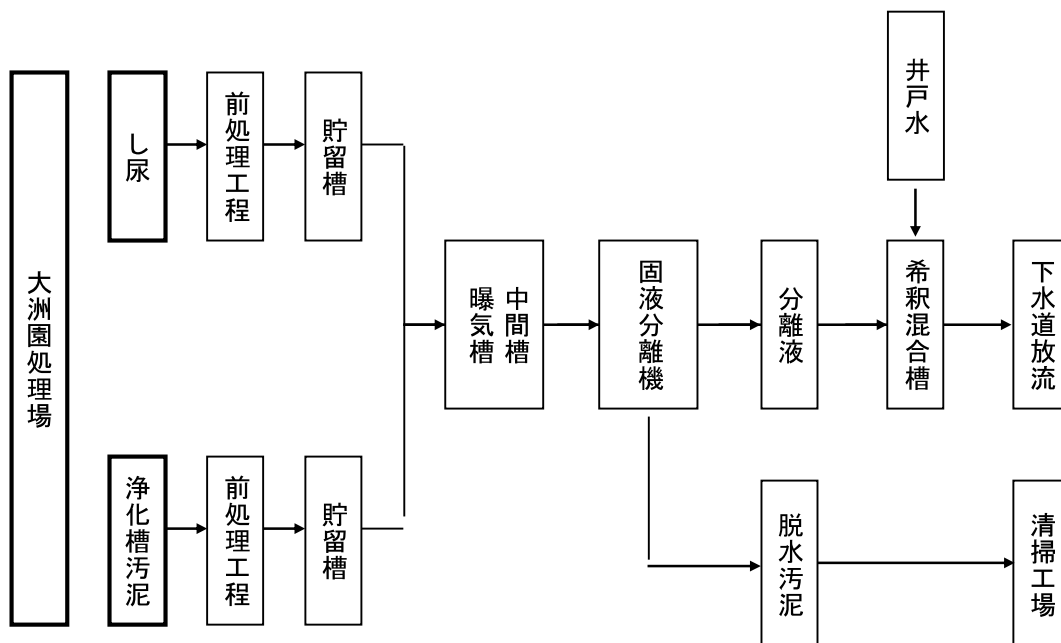 大洲園処理場
し尿
前処理工程
貯留槽
浄化槽汚泥
前処理工程
貯留槽
中間槽
曝気槽
固液分離機
分離液
井戸水
希釈混合槽
下水道放流
脱水汚泥
清掃工場